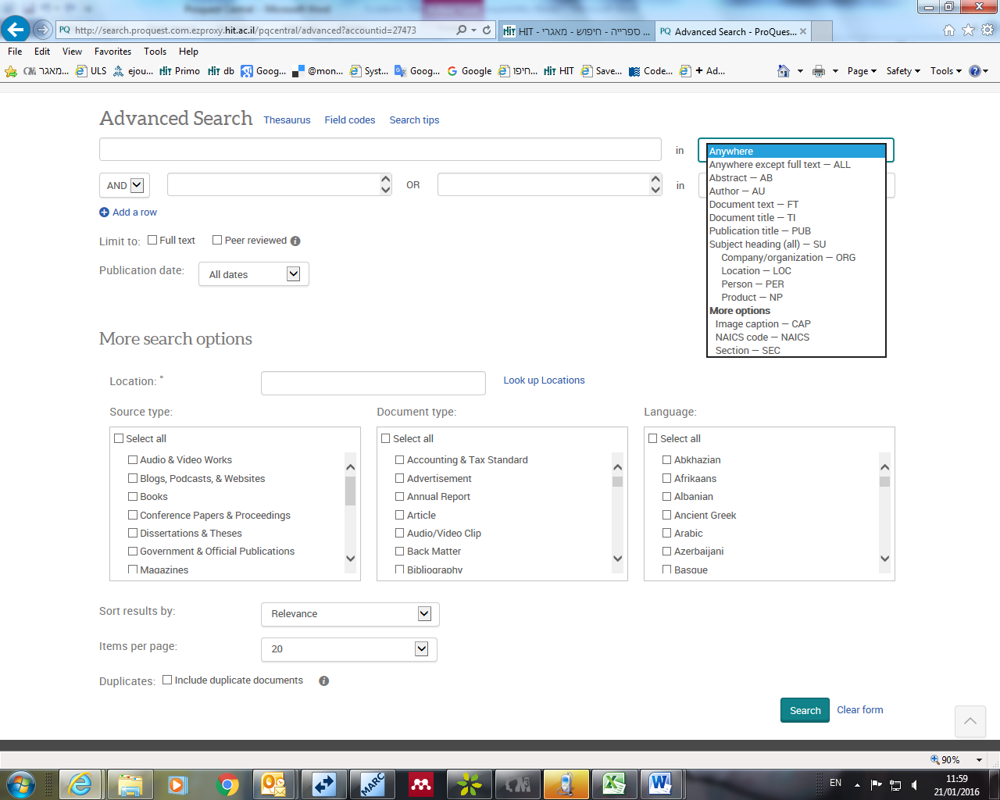 http://search.proquest.com.ezproxy.hit.ac.il/pqcentral/advanced?accountid=27473
HIT - ספרייה - חיפוש - מאגרי ...
PQ Advanced Search - ProQues...
File Edit View Favorites Tools Help
מאגר... ULS ejou... HIT Primo HIT db Goog... @mon... Syst... Goog... Google חיפו... HIT HIT Save... Code... + Ad... Page Safety Tools
Advanced Search Thesaurus Field codes Search tips
in
Anywhere
Anywhere except full text — ALL
Abstract — AB
Author — AU
Document text — FT
Document title — TI
Publication title — PUB
Subject heading (all) — SU
Company/organization — ORG
Location — LOC
Person — PER
Product — NP
More options
Image caption — CAP
NAICS code — NAICS
Section — SEC
AND OR in
Add a row
Limit to: Full text Peer reviewed
Publication date: All dates
More search options
Location: Look up Locations
Source type:
Select all
Audio & Video Works
Blogs, Podcasts, & Websites
Books
Conference Papers & Proceedings
Dissertations & Theses
Government & Official Publications
Magazines
Document type:
Select all
Accounting & Tax Standard
Advertisement
Annual Report
Article
Audio/Video Clip
Back Matter
Bibliography
Language:
Select all
Abkhazian
Afrikaans
Albanian
Ancient Greek
Arabic
Azerbaijani
Basque
Sort results by: Relevance
Items per page: 20
Duplicates: Include duplicate documents
Search Clear form
90%
MARC
EN 11:59
21/01/2016